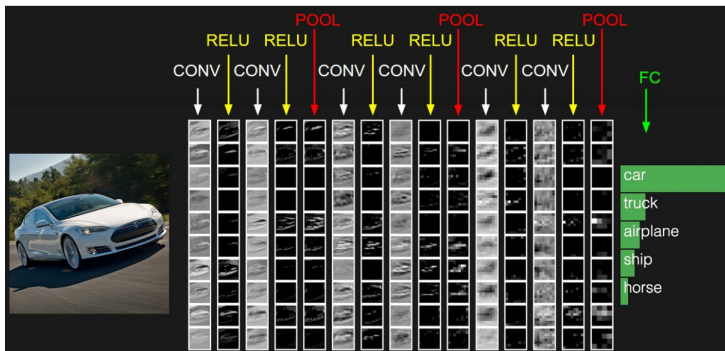 POOL POOL POOL
RELU RELU RELU RELU RELU RELU
CONV CONV CONV CONV CONV CONV FC
car
truck
airplane
ship
horse